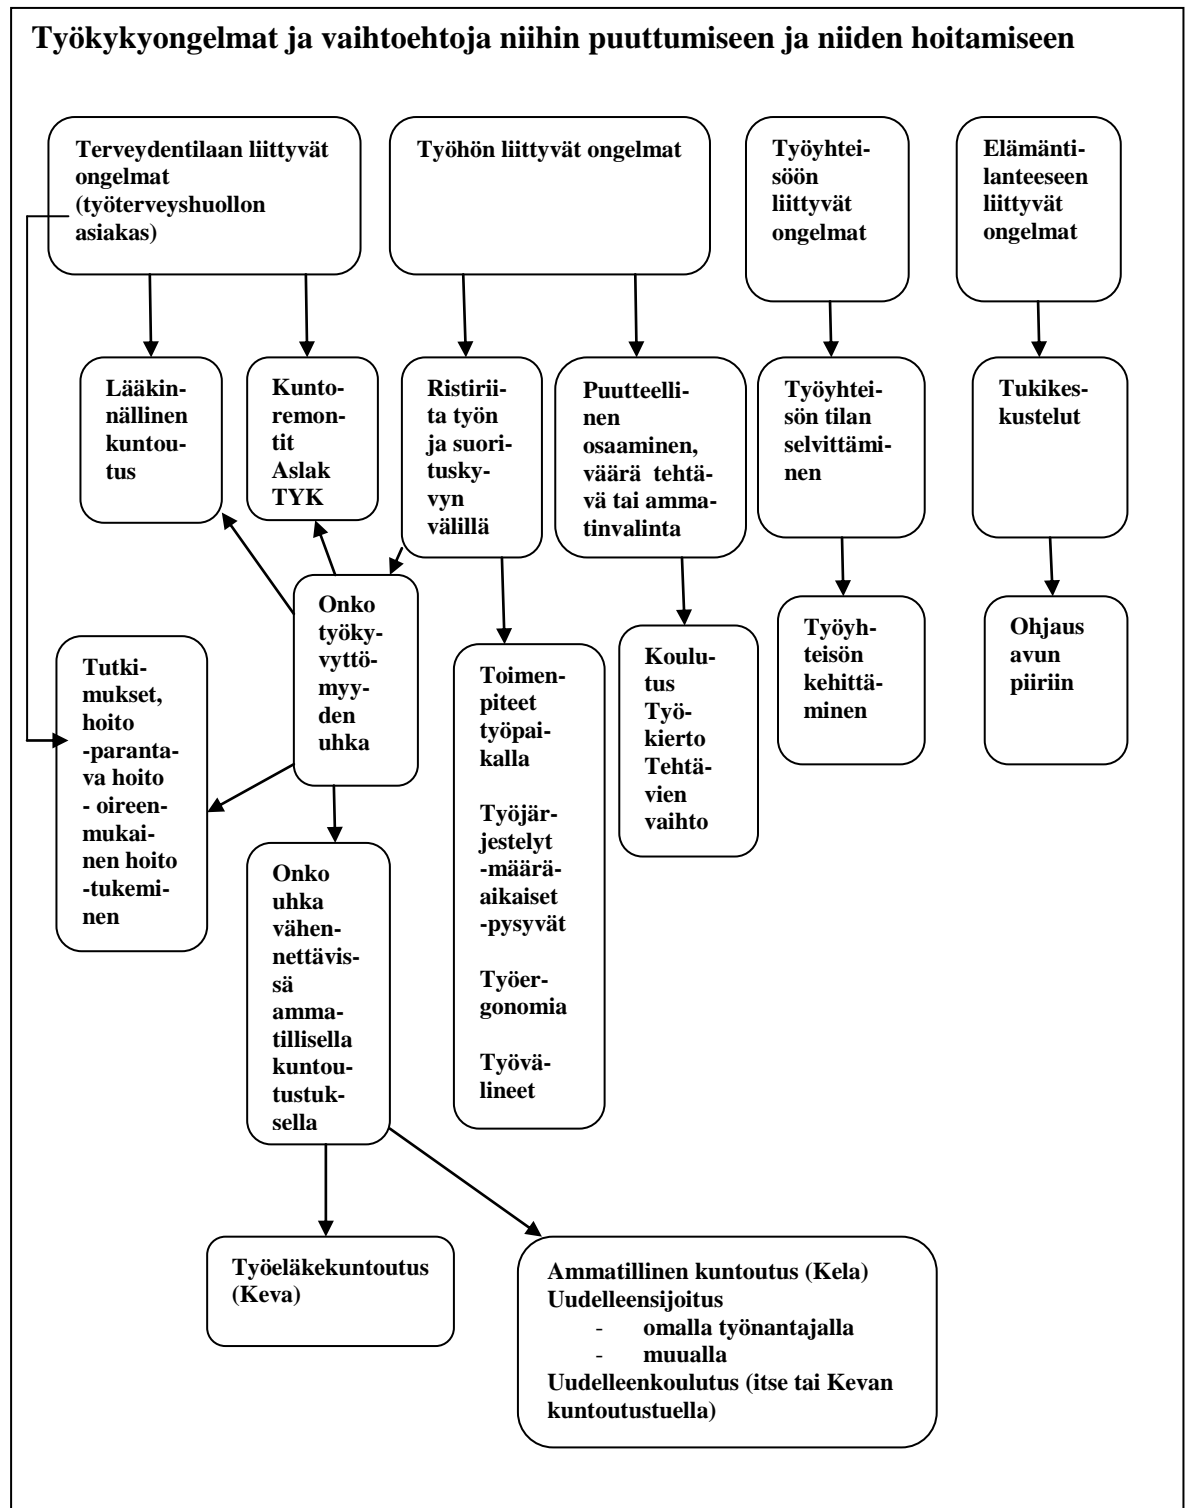 Työkykyongelmat ja vaihtoehtoja niihin puuttumiseen ja niiden hoitamiseen
Terveydentilaan liittyvät
ongelmat
(työterveyshuollon
asiakas)
Työhön liittyvät ongelmat
Työyhtei-
söön
liittyvät
ongelmat
Elämänti-
lanteeseen
liittyvät
ongelmat
Lääkin-
nällinen
kuntou-
tus
Kunto-
remon-
tit
Aslak
TYK
Ristirii-
ta työn
ja suori-
tusky-
vyn
välillä
Puutteelli-
nen
osaaminen,
väärä tehtä-
vä tai amma-
tinvalinta
Työyhtei-
sön tilan
selvittämi-
nen
Tukikes-
kustelut
Onko
työky-
vyttö-
myy-
den
uhka
Työyh-
teisön
kehittä-
minen
Ohjaus
avun
piiriin
Tutki-
mukset,
hoito
-paranta-
va hoito
- oireen-
mukai-
nen hoito
-tukemi-
nen
Toimen-
piteet
työpai-
kalla
Työjär-
jestelyt
-määrä-
aikaiset
-pysyvät
Työer-
gonomia
Työvä-
lineet
Koulu-
tus
Työ-
kierto
Tehtä-
vien
vaihto
Onko
uhka
vähen-
nettävis-
sä
amma-
tillisella
kuntou-
tustuk-
sella
Työeläkekuntoutus
(Keva)
Ammatillinen kuntoutus (Kela)
Uudelleensijoitus
- omalla työnantajalla
- muualla
Uudelleenkoulutus (itse tai Kevan
kuntoutustuella)